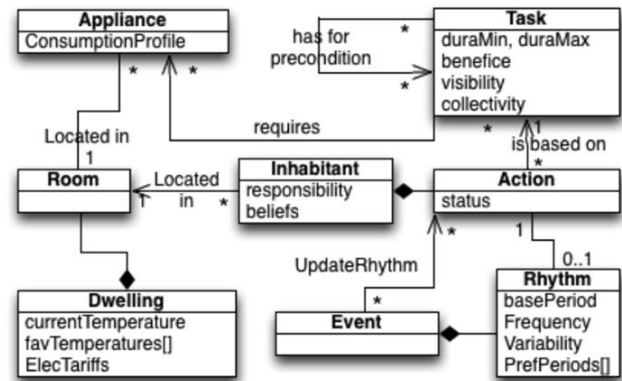 Appliance
ConsumptionProfile
Task
duraMin, duraMax
benefice
visibility
collectivity
has for
precondition
*
*
*
*
requires
*
Located in
1
1
is based on
*
Room
Located
in
1
*
Inhabitant
responsibility
beliefs
Action
status
1
*
0..1
UpdateRhythm
*
Dwelling
currentTemperature
favTemperatures[]
ElecTariffs
Event
Rhythm
basePeriod
Frequency
Variability
PrefPeriods[]